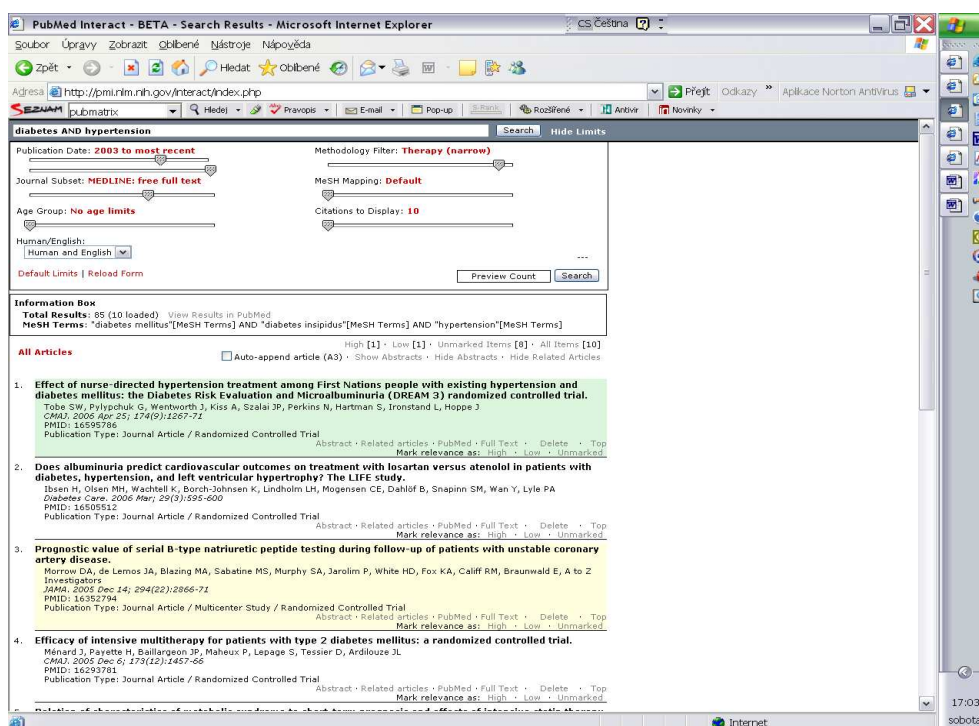 PubMed Interact - BETA - Search Results - Microsoft Internet Explorer
CS Čeština
Soubor Úpravy Zobrazit Oblíbené Nástroje Nápověda
Zpět Hledat Oblíbené
Adresa http://pmi.nlm.nih.gov/interact/index.php Přejít Odkazy » Aplikace Norton AntiVirus
SEZNAM pubmatrix Hledej Pravopis E-mail Pop-up S-Rank Rozšířené Antivir Novinky
diabetes AND hypertension Search Hide Limits
Publication Date: 2003 to most recent Methodology Filter: Therapy (narrow)
Journal Subset: MEDLINE: free full text MeSH Mapping: Default
Age Group: No age limits Citations to Display: 10
Human/English:
Human and English
---
Default Limits | Reload Form Preview Count Search
Information Box
Total Results: 85 (10 loaded) View Results in PubMed
MeSH Terms: "diabetes mellitus"[MeSH Terms] AND "diabetes insipidus"[MeSH Terms] AND "hypertension"[MeSH Terms]
High [1] · Low [1] · Unmarked Items [8] · All Items [10]
All Articles Auto-append article (A3) · Show Abstracts · Hide Abstracts · Hide Related Articles
1. Effect of nurse-directed hypertension treatment among First Nations people with existing hypertension and
diabetes mellitus: the Diabetes Risk Evaluation and Microalbuminuria (DREAM 3) randomized controlled trial.
Tobe SW, Pylypchuk G, Wentworth J, Kiss A, Szalai JP, Perkins N, Hartman S, Ironstand L, Hoppe J
CMAJ. 2006 Apr 25; 174(9):1267-71
PMID: 16595786
Publication Type: Journal Article / Randomized Controlled Trial
Abstract · Related articles · PubMed · Full Text · Delete · Top
Mark relevance as: High · Low · Unmarked
2. Does albuminuria predict cardiovascular outcomes on treatment with losartan versus atenolol in patients with
diabetes, hypertension, and left ventricular hypertrophy? The LIFE study.
Ibsen H, Olsen MH, Wachtell K, Borch-Johnsen K, Lindholm LH, Mogensen CE, Dahlöf B, Snapinn SM, Wan Y, Lyle PA
Diabetes Care. 2006 Mar; 29(3):595-600
PMID: 16505512
Publication Type: Journal Article / Randomized Controlled Trial
Abstract · Related articles · PubMed · Full Text · Delete · Top
Mark relevance as: High · Low · Unmarked
3. Prognostic value of serial B-type natriuretic peptide testing during follow-up of patients with unstable coronary
artery disease.
Morrow DA, de Lemos JA, Blazing MA, Sabatine MS, Murphy SA, Jarolim P, White HD, Fox KA, Califf RM, Braunwald E, A to Z
Investigators
JAMA. 2005 Dec 14; 294(22):2866-71
PMID: 16352794
Publication Type: Journal Article / Multicenter Study / Randomized Controlled Trial
Abstract · Related articles · PubMed · Full Text · Delete · Top
Mark relevance as: High · Low · Unmarked
4. Efficacy of intensive multitherapy for patients with type 2 diabetes mellitus: a randomized controlled trial.
Ménard J, Payette H, Baillargeon JP, Maheux P, Lepage S, Tessier D, Ardilouze JL
CMAJ. 2005 Dec 6; 173(12):1457-66
PMID: 16293781
Publication Type: Journal Article / Randomized Controlled Trial
Abstract · Related articles · PubMed · Full Text · Delete · Top
Mark relevance as: High · Low · Unmarked
Internet
17:08
sobota